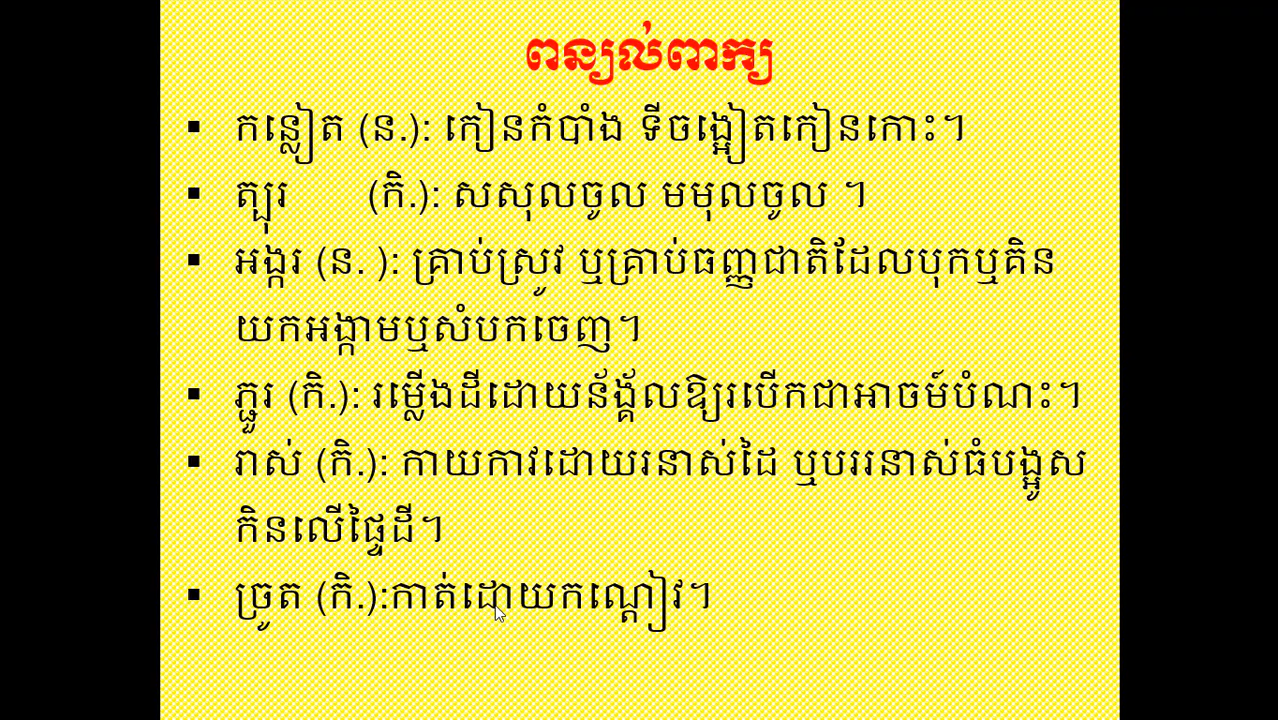 ពន្យល់ពាក្យ
▪ កន្លៀត (ន.): កៀនកំបាំង ទីចង្អៀតកៀនកោះ។
▪ ត្បុរ (កិ.): សសុលចូល មមុលចូល ។
▪ អង្ករ (ន. ): គ្រាប់ស្រូវ ឬគ្រាប់ធញ្ញជាតិដែលបុកឬគិន
យកអង្កាមឬសំបកចេញ។
▪ ភ្ជួរ (កិ.): រម្លើងដីដោយន័ង្គ័លឱ្យរបើកជាអាចម៍បំណះ។
▪ រាស់ (កិ.): កាយកាវដោយរនាស់ដៃ ឬបររនាស់ធំបង្អូស
កិនលើផ្ទៃដី។
▪ ច្រូត (កិ.):កាត់ដោយកណ្តៀវ។